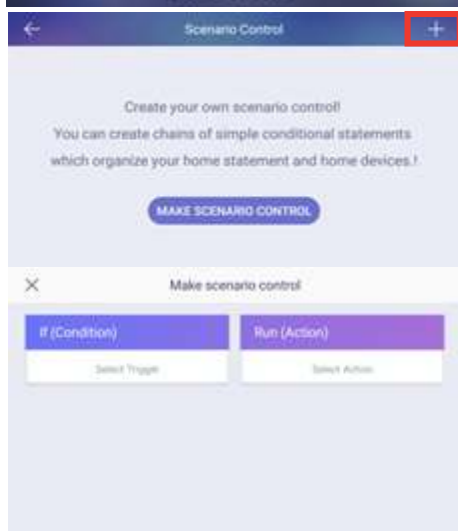 Scenario Control
Create your own scenario control!
You can create chains of simple conditional statements
which organize your home statement and home devices.!
MAKE SCENARIO CONTROL
Make scenario control
If (Condition) Run (Action)
Select Trigger Select Action